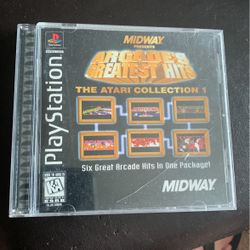 MIDWAY
PRESENTS
ARCADE'S
GREATEST HITS
THE ATARI COLLECTION 1
Six Great Arcade Hits In One Package!
MIDWAY
PlayStation